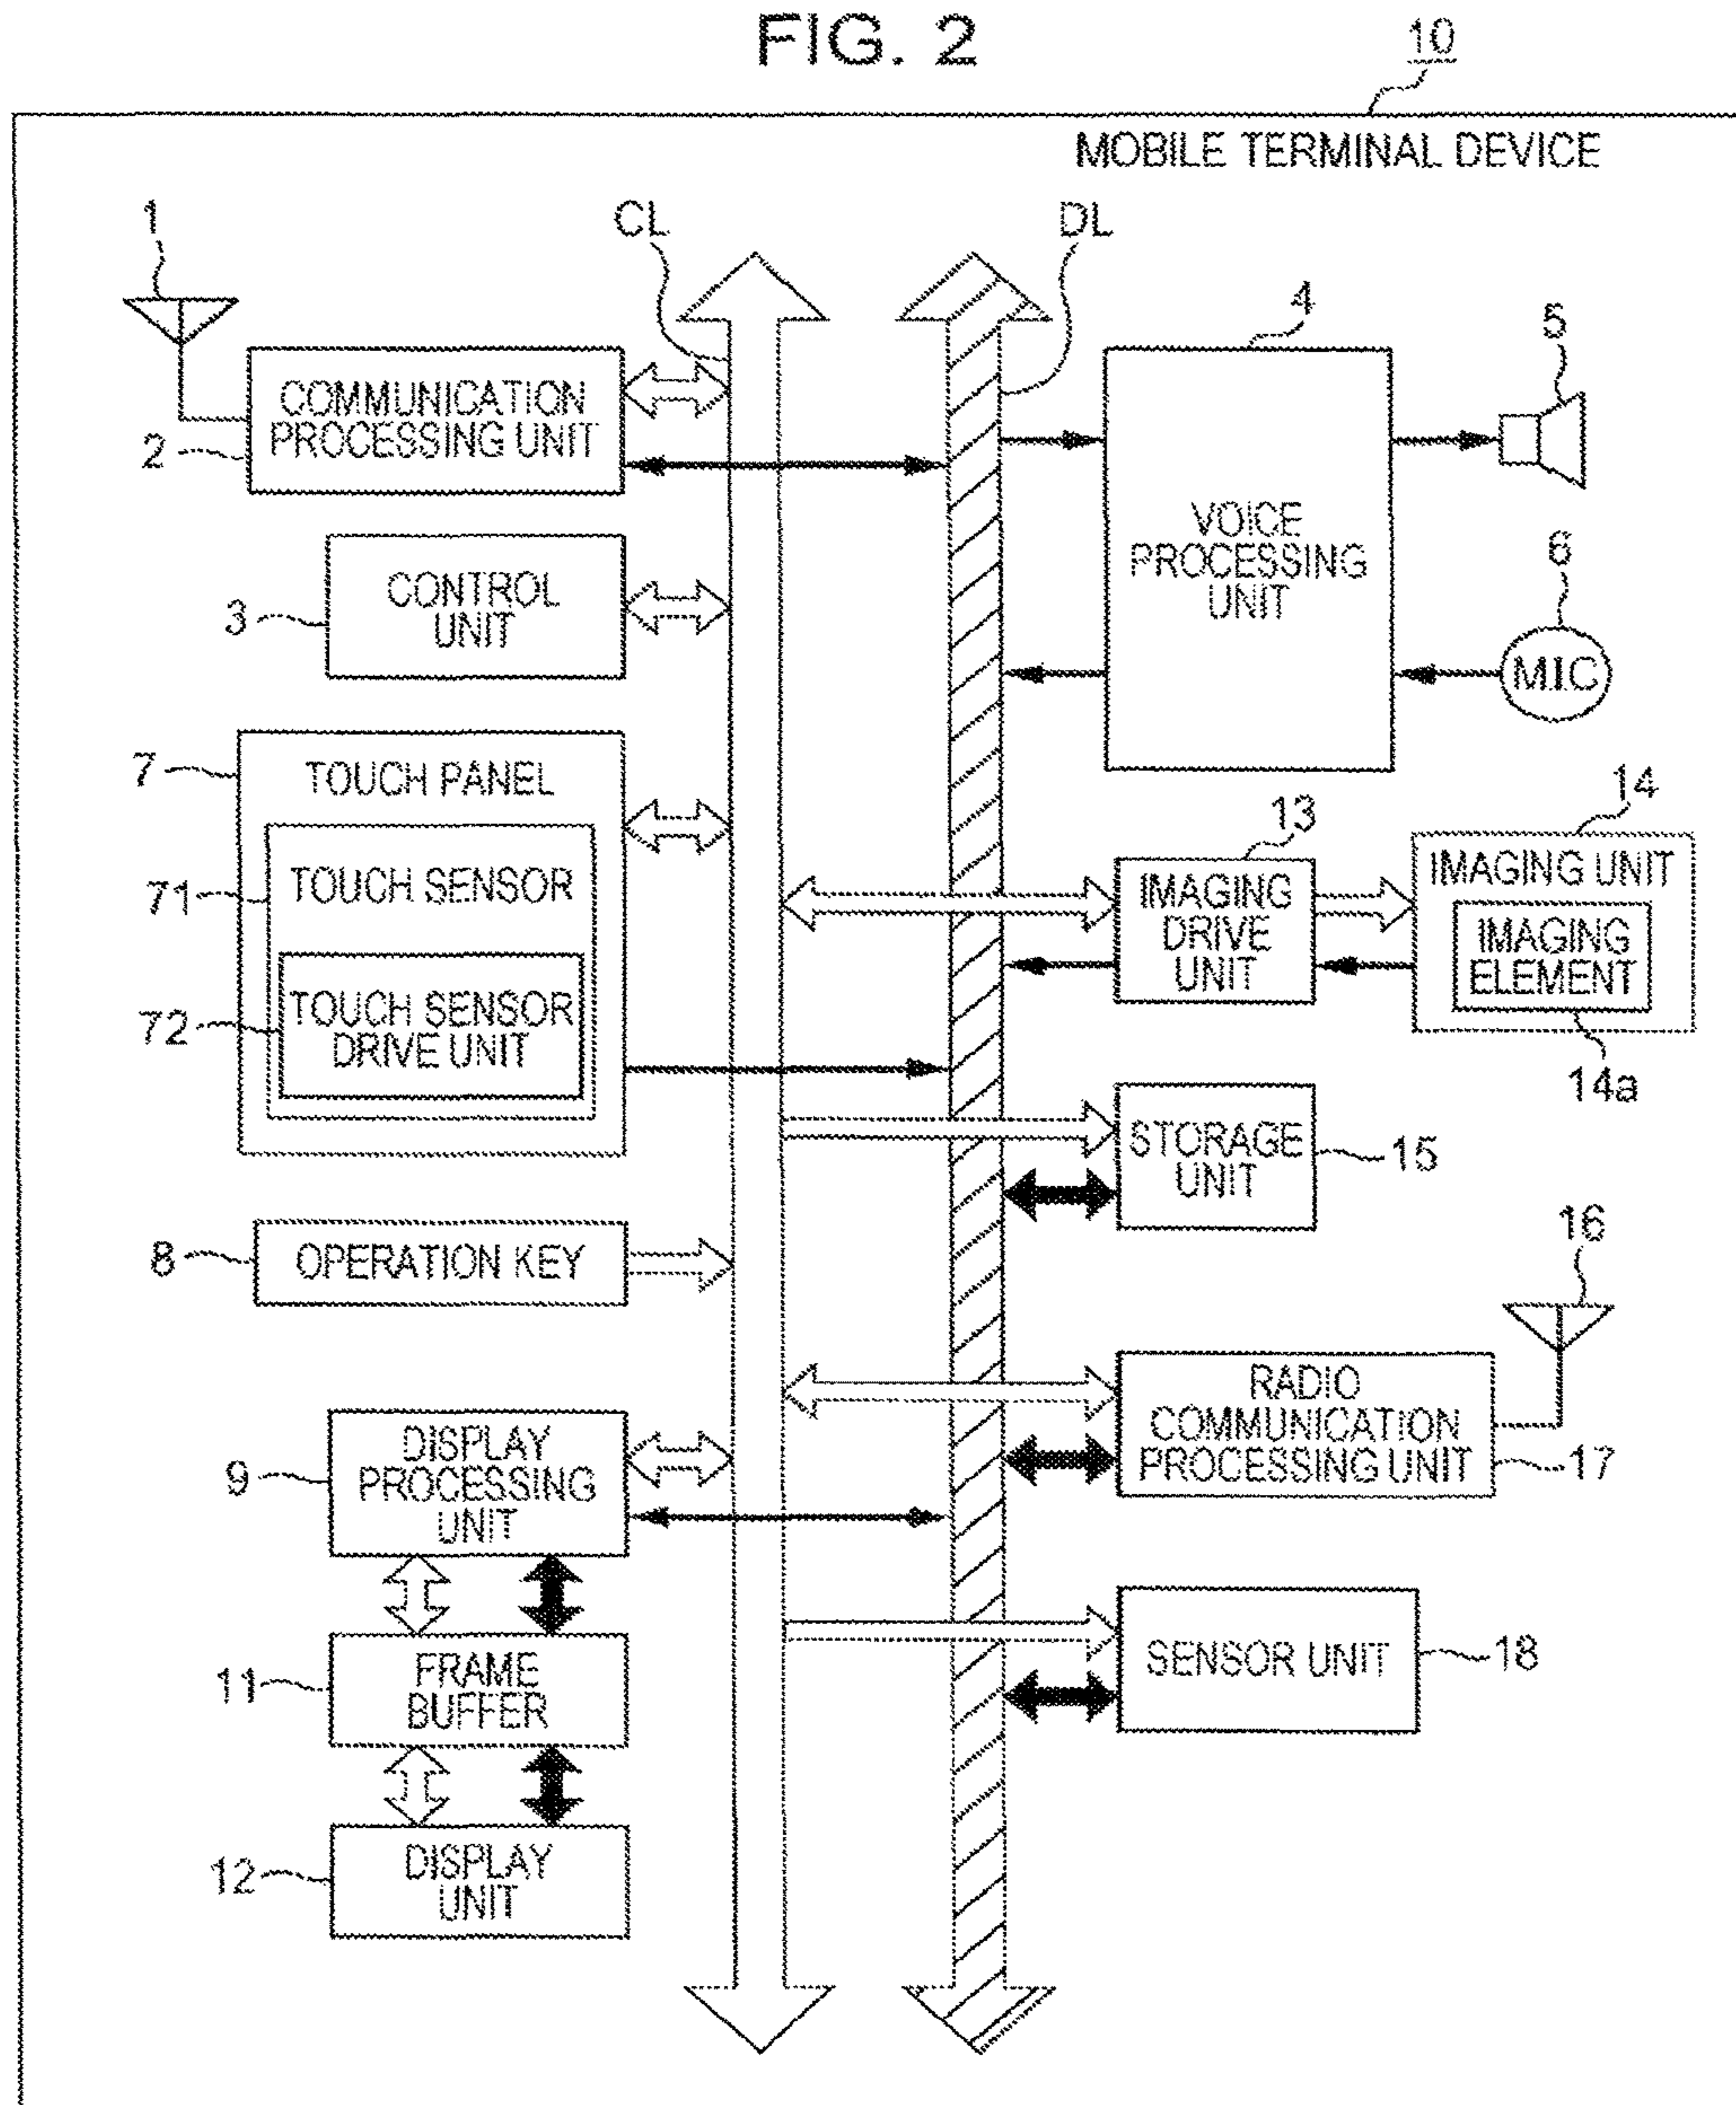 FIG. 2
10
MOBILE TERMINAL DEVICE
1
CL
DL
COMMUNICATION
PROCESSING UNIT
2
4
VOICE
PROCESSING
UNIT
5
CONTROL
UNIT
3
6
MIC
7
TOUCH PANEL
71
TOUCH SENSOR
72
TOUCH SENSOR
DRIVE UNIT
13
IMAGING
DRIVE
UNIT
14
IMAGING UNIT
IMAGING
ELEMENT
14a
STORAGE
UNIT
15
8
OPERATION KEY
16
RADIO
COMMUNICATION
PROCESSING UNIT
17
9
DISPLAY
PROCESSING
UNIT
SENSOR UNIT
18
11
FRAME
BUFFER
12
DISPLAY
UNIT